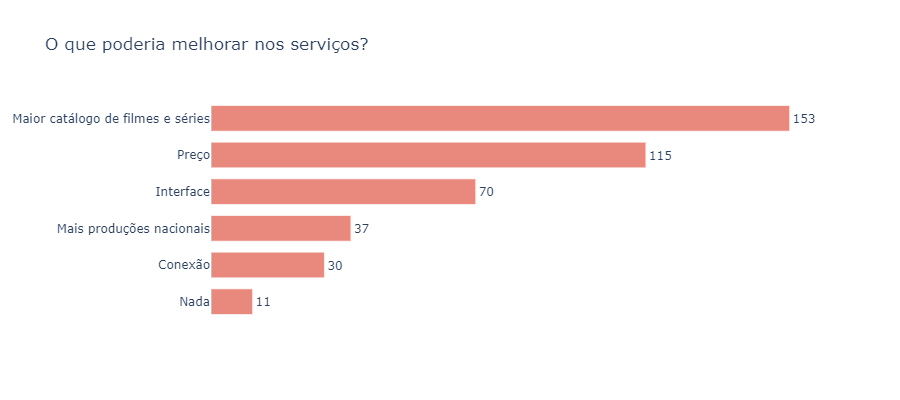 O que poderia melhorar nos serviços?
Maior catálogo de filmes e séries 153
Preço 115
Interface 70
Mais produções nacionais 37
Conexão 30
Nada 11